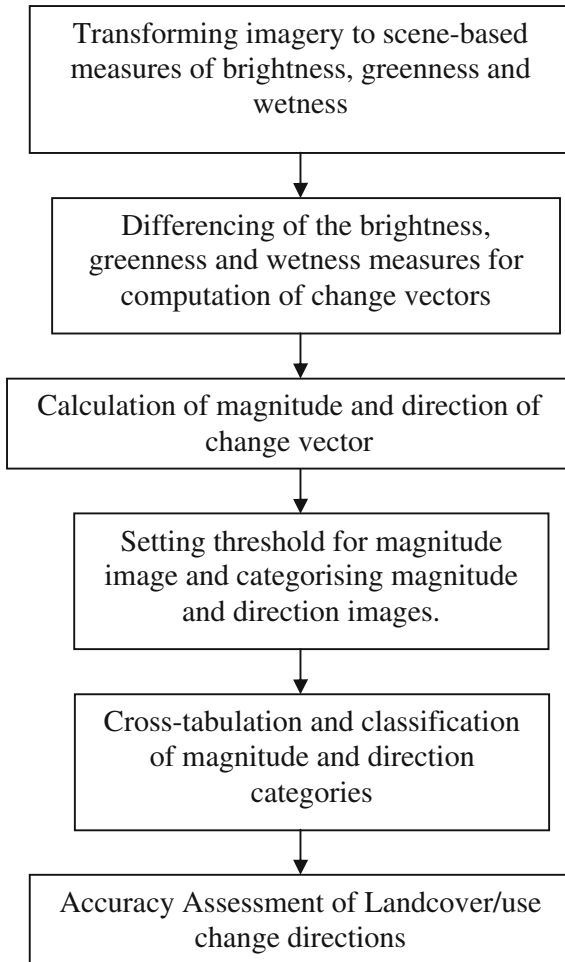 Transforming imagery to scene-based
measures of brightness, greenness and
wetness
Differencing of the brightness,
greenness and wetness measures for
computation of change vectors
Calculation of magnitude and direction of
change vector
Setting threshold for magnitude
image and categorising magnitude
and direction images.
Cross-tabulation and classification
of magnitude and direction
categories
Accuracy Assessment of Landcover/use
change directions